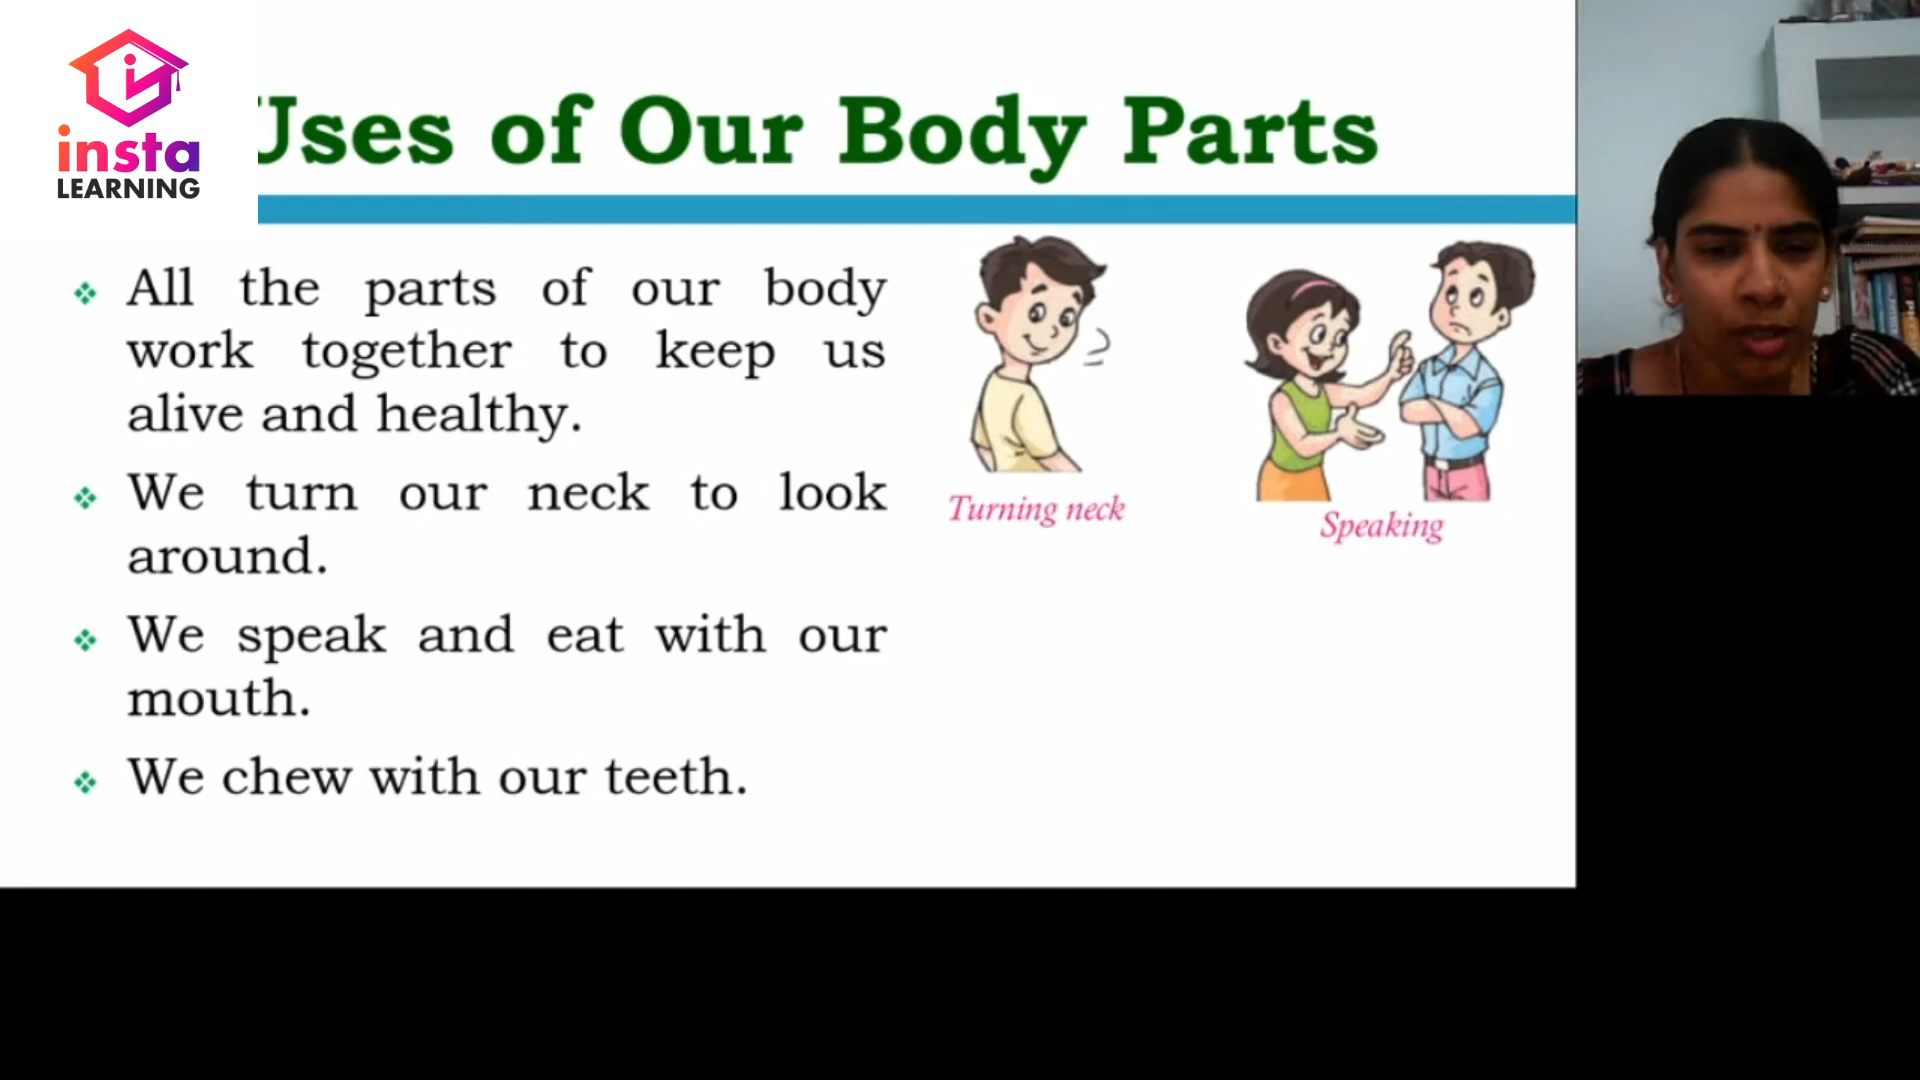 insta
LEARNING
Uses of Our Body Parts
All the parts of our body
work together to keep us
alive and healthy.
We turn our neck to look
around.
We speak and eat with our
mouth.
We chew with our teeth.
Turning neck
Speaking